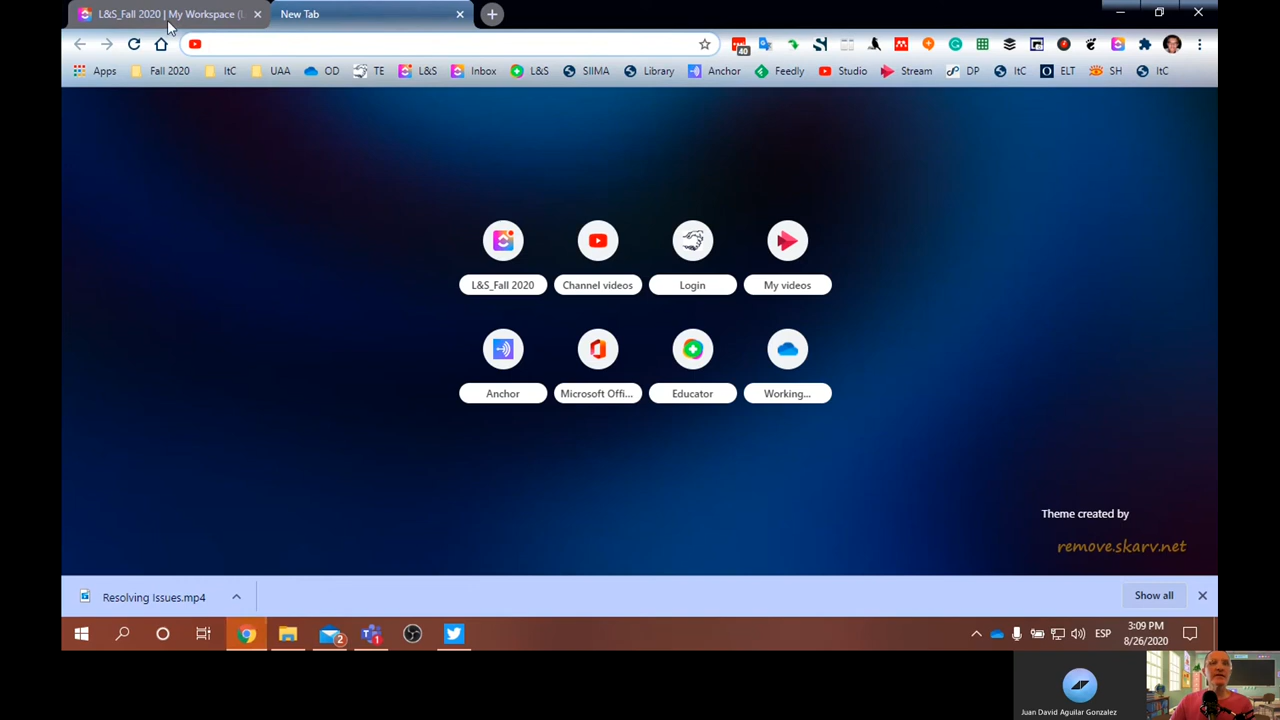 L&S_Fall 2020 | My Workspace (
New Tab
40
Apps Fall 2020 ItC UAA OD TE L&S Inbox L&S SIIMA Library Anchor Feedly Studio Stream DP ItC ELT SH ItC
L&S_Fall 2020 Channel videos Login My videos
Anchor Microsoft Offi... Educator Working...
Theme created by
remove.skarv.net
Resolving Issues.mp4
Show all
2
1
ESP
3:09 PM
8/26/2020
Juan David Aguilar Gonzalez